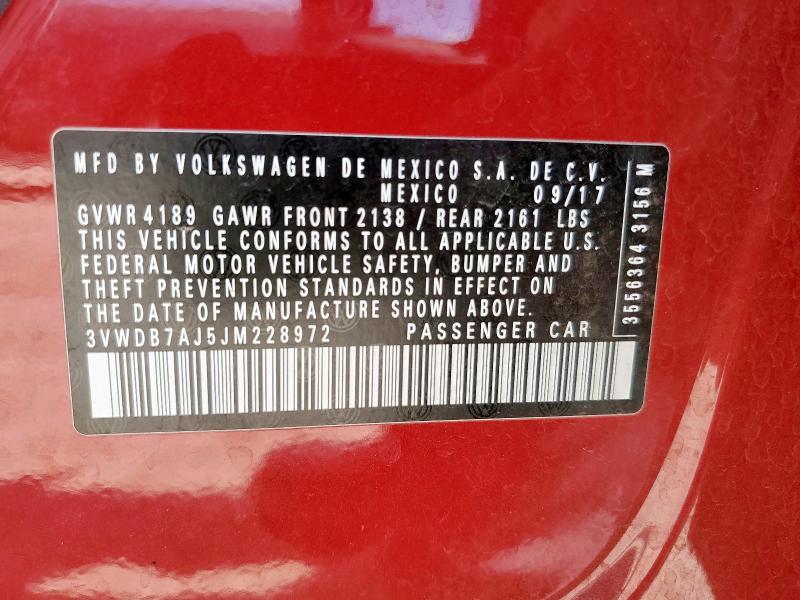 MFD BY VOLKSWAGEN DE MEXICO S.A. DE C.V.
MEXICO 09/17
GVWR 4189 GAWR FRONT 2138 / REAR 2161 LBS
THIS VEHICLE CONFORMS TO ALL APPLICABLE U.S.
FEDERAL MOTOR VEHICLE SAFETY, BUMPER AND
THEFT PREVENTION STANDARDS IN EFFECT ON
THE DATE OF MANUFACTURE SHOWN ABOVE.
3VWDB7AJ5JM228972 PASSENGER CAR
3556364 3156 M